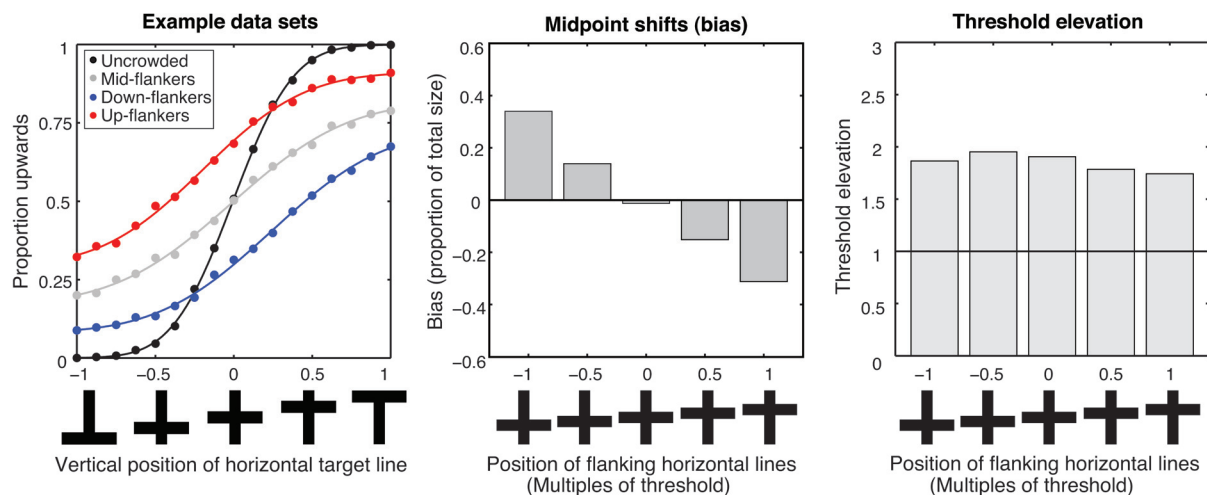 Example data sets
Proportion upwards
1
0.75
0.5
0.25
0
Uncrowded
Mid-flankers
Down-flankers
Up-flankers
−1
−0.5
0
0.5
1
Vertical position of horizontal target line
Midpoint shifts (bias)
Bias (proportion of total size)
0.6
0.4
0.2
0
−0.2
−0.4
−0.6
−1
−0.5
0
0.5
1
Position of flanking horizontal lines
(Multiples of threshold)
Threshold elevation
Threshold elevation
3
2.5
2
1.5
1
0.5
0
−1
−0.5
0
0.5
1
Position of flanking horizontal lines
(Multiples of threshold)